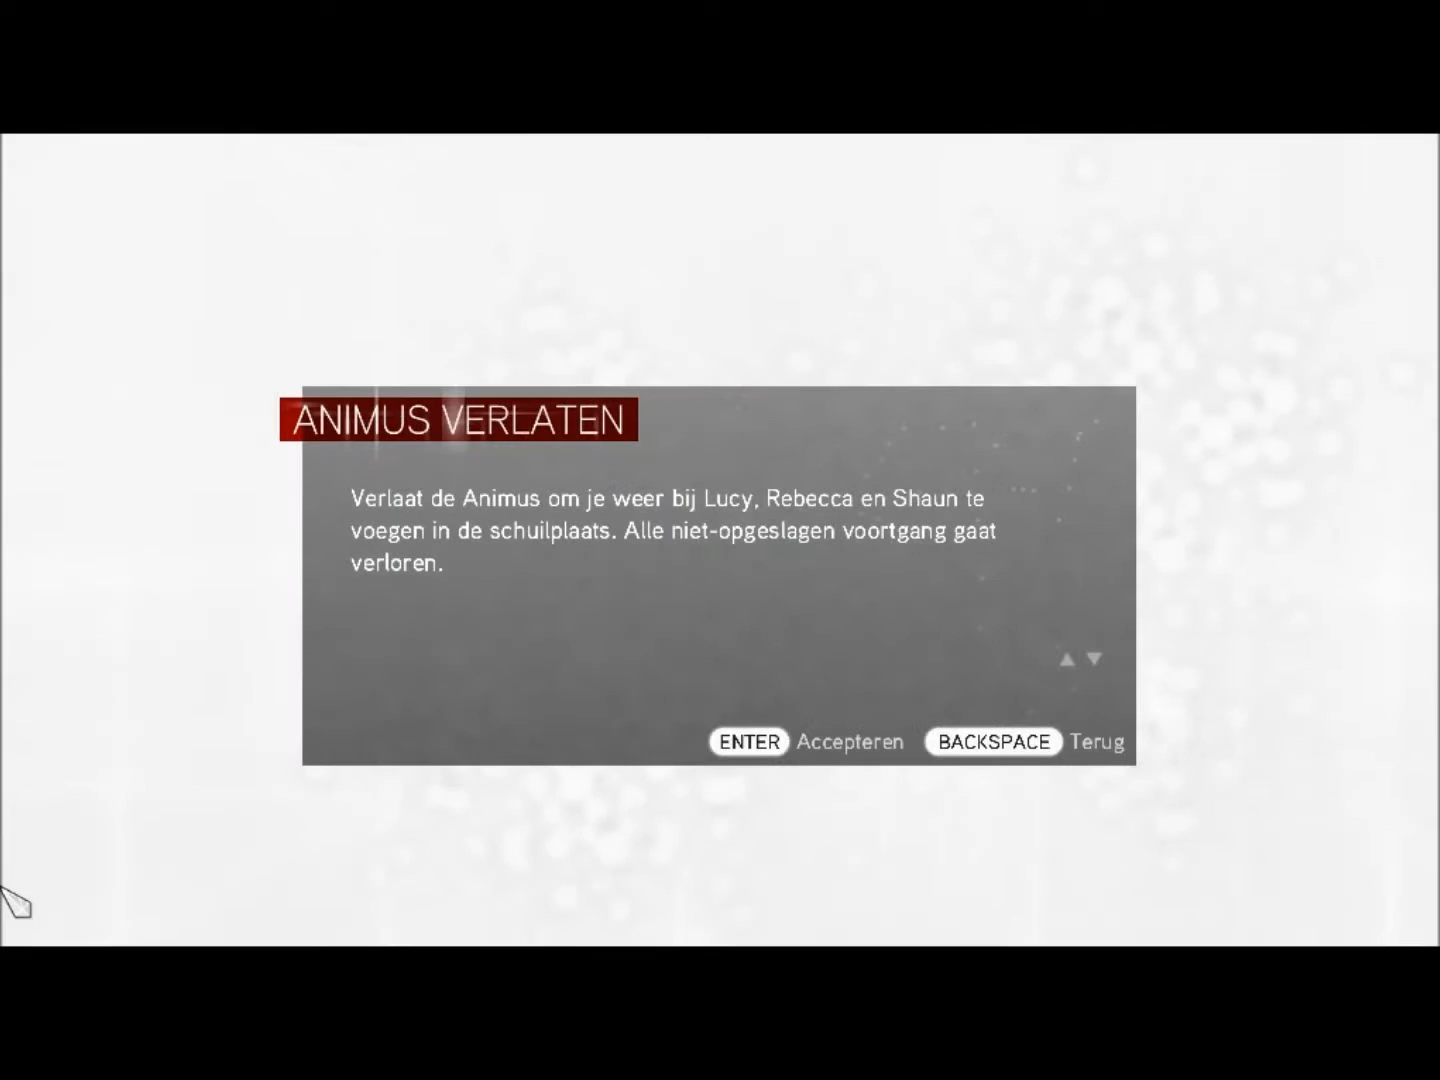 ANIMUS VERLATEN
Verlaat de Animus om je weer bij Lucy, Rebecca en Shaun te
voegen in de schuilplaats. Alle niet-opgeslagen voortgang gaat
verloren.
ENTER Accepteren BACKSPACE Terug